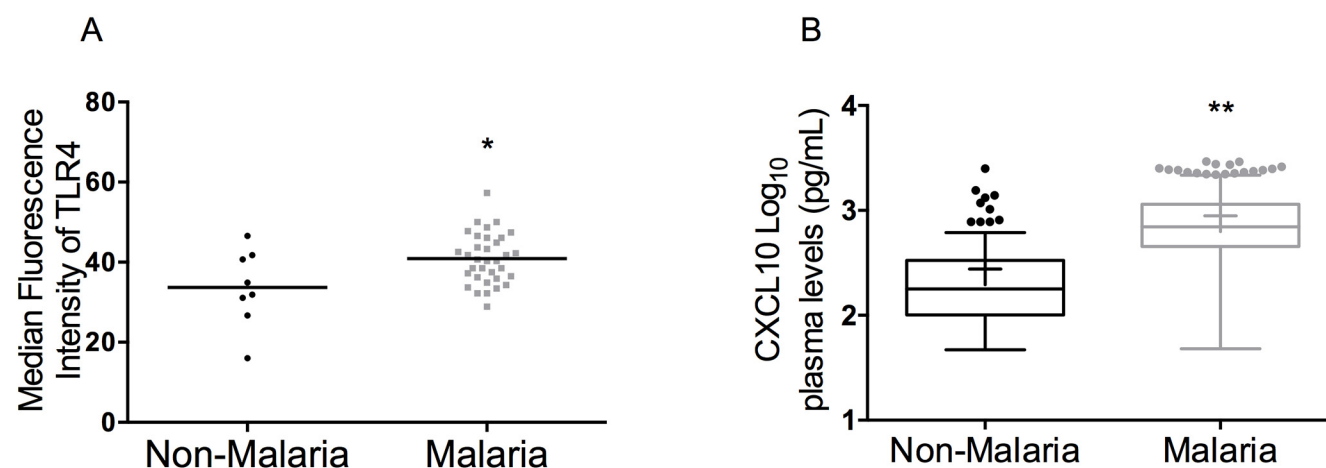 A
Median Fluorescence
Intensity of TLR4
80
60
40
20
0
*
Non-Malaria
Malaria
B
CXCL10 Log10
plasma levels (pg/mL)
4
3
2
1
**
Non-Malaria
Malaria